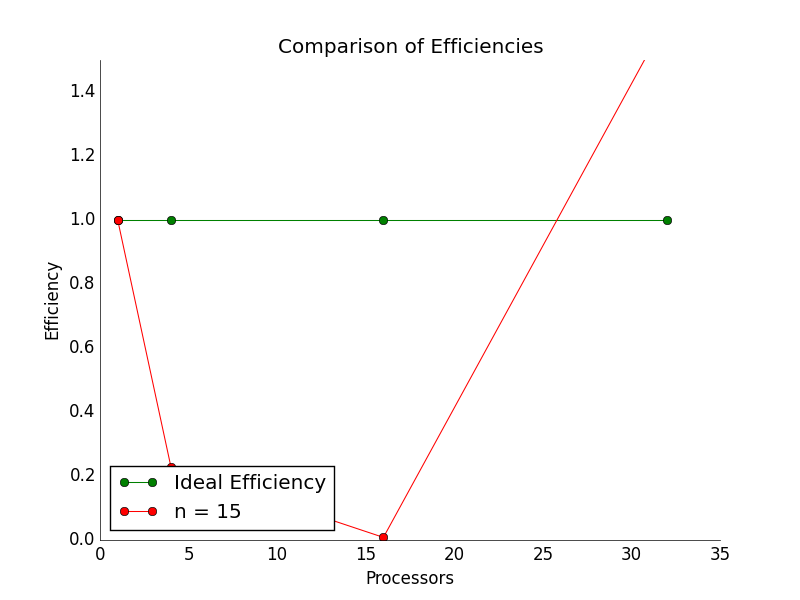 Comparison of Efficiencies
1.4
1.2
1.0
0.8
0.6
0.4
0.2
0.0
Efficiency
Ideal Efficiency
n = 15
0 5 10 15 20 25 30 35
Processors